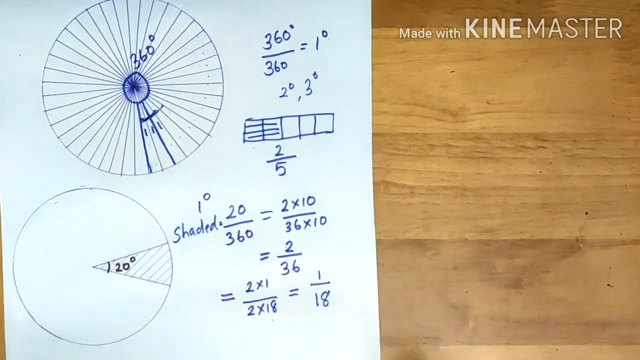 Made with KINEMASTER
360°
360°/360 = 1°
2°, 3°
2/5
1°
Shaded = 20/360 = 2×10/36×10
= 2/36
= 2×1/2×18 = 1/18
20°